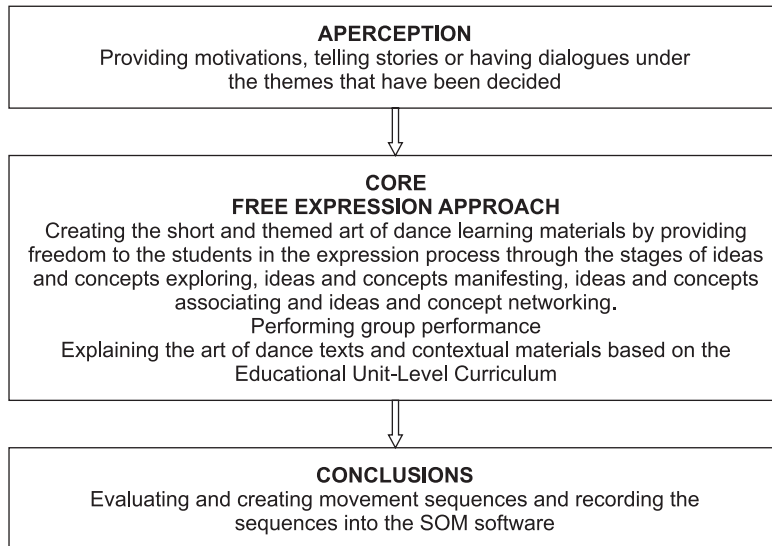 APERCEPTION
Providing motivations, telling stories or having dialogues under
the themes that have been decided
CORE
FREE EXPRESSION APPROACH
Creating the short and themed art of dance learning materials by providing
freedom to the students in the expression process through the stages of ideas
and concepts exploring, ideas and concepts manifesting, ideas and concepts
associating and ideas and concept networking.
Performing group performance
Explaining the art of dance texts and contextual materials based on the
Educational Unit-Level Curriculum
CONCLUSIONS
Evaluating and creating movement sequences and recording the
sequences into the SOM software